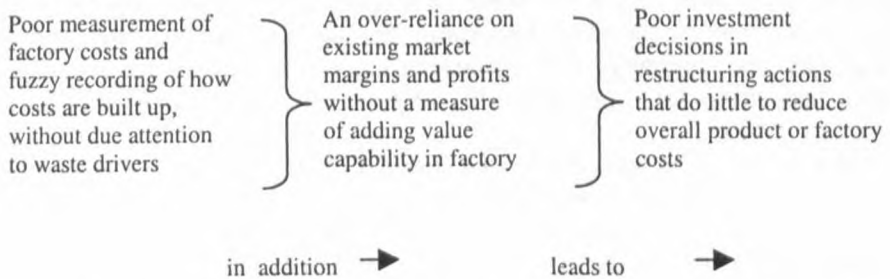 Poor measurement of
factory costs and
fuzzy recording of how
costs are built up,
without due attention
to waste drivers
An over-reliance on
existing market
margins and profits
without a measure
of adding value
capability in factory
Poor investment
decisions in
restructuring actions
that do little to reduce
overall product or factory
costs
in addition
leads to